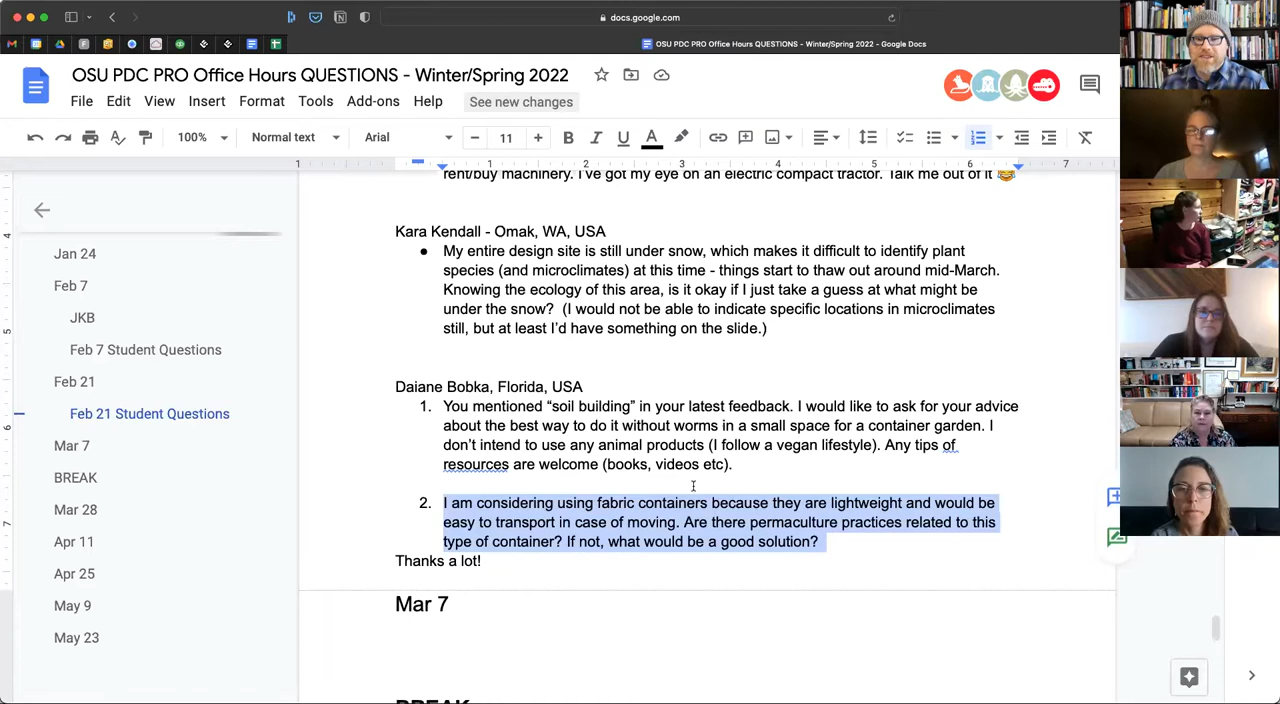 docs.google.com
OSU PDC PRO Office Hours QUESTIONS - Winter/Spring 2022 - Google Docs
OSU PDC PRO Office Hours QUESTIONS - Winter/Spring 2022
File Edit View Insert Format Tools Add-ons Help See new changes
100% Normal text Arial 11
1 1 2 3 4 5 6 7
rent/buy machinery. I've got my eye on an electric compact tractor. Talk me out of it 😂
Kara Kendall - Omak, WA, USA
● My entire design site is still under snow, which makes it difficult to identify plant
species (and microclimates) at this time - things start to thaw out around mid-March.
Knowing the ecology of this area, is it okay if I just take a guess at what might be
under the snow? (I would not be able to indicate specific locations in microclimates
still, but at least I'd have something on the slide.)
Daiane Bobka, Florida, USA
1. You mentioned “soil building” in your latest feedback. I would like to ask for your advice
about the best way to do it without worms in a small space for a container garden. I
don't intend to use any animal products (I follow a vegan lifestyle). Any tips of
resources are welcome (books, videos etc).
2. I am considering using fabric containers because they are lightweight and would be
easy to transport in case of moving. Are there permaculture practices related to this
type of container? If not, what would be a good solution?
Thanks a lot!
Mar 7
BREAK
Jan 24
Feb 7
JKB
Feb 7 Student Questions
Feb 21
Feb 21 Student Questions
Mar 7
BREAK
Mar 28
Apr 11
Apr 25
May 9
May 23
4
5
6
7